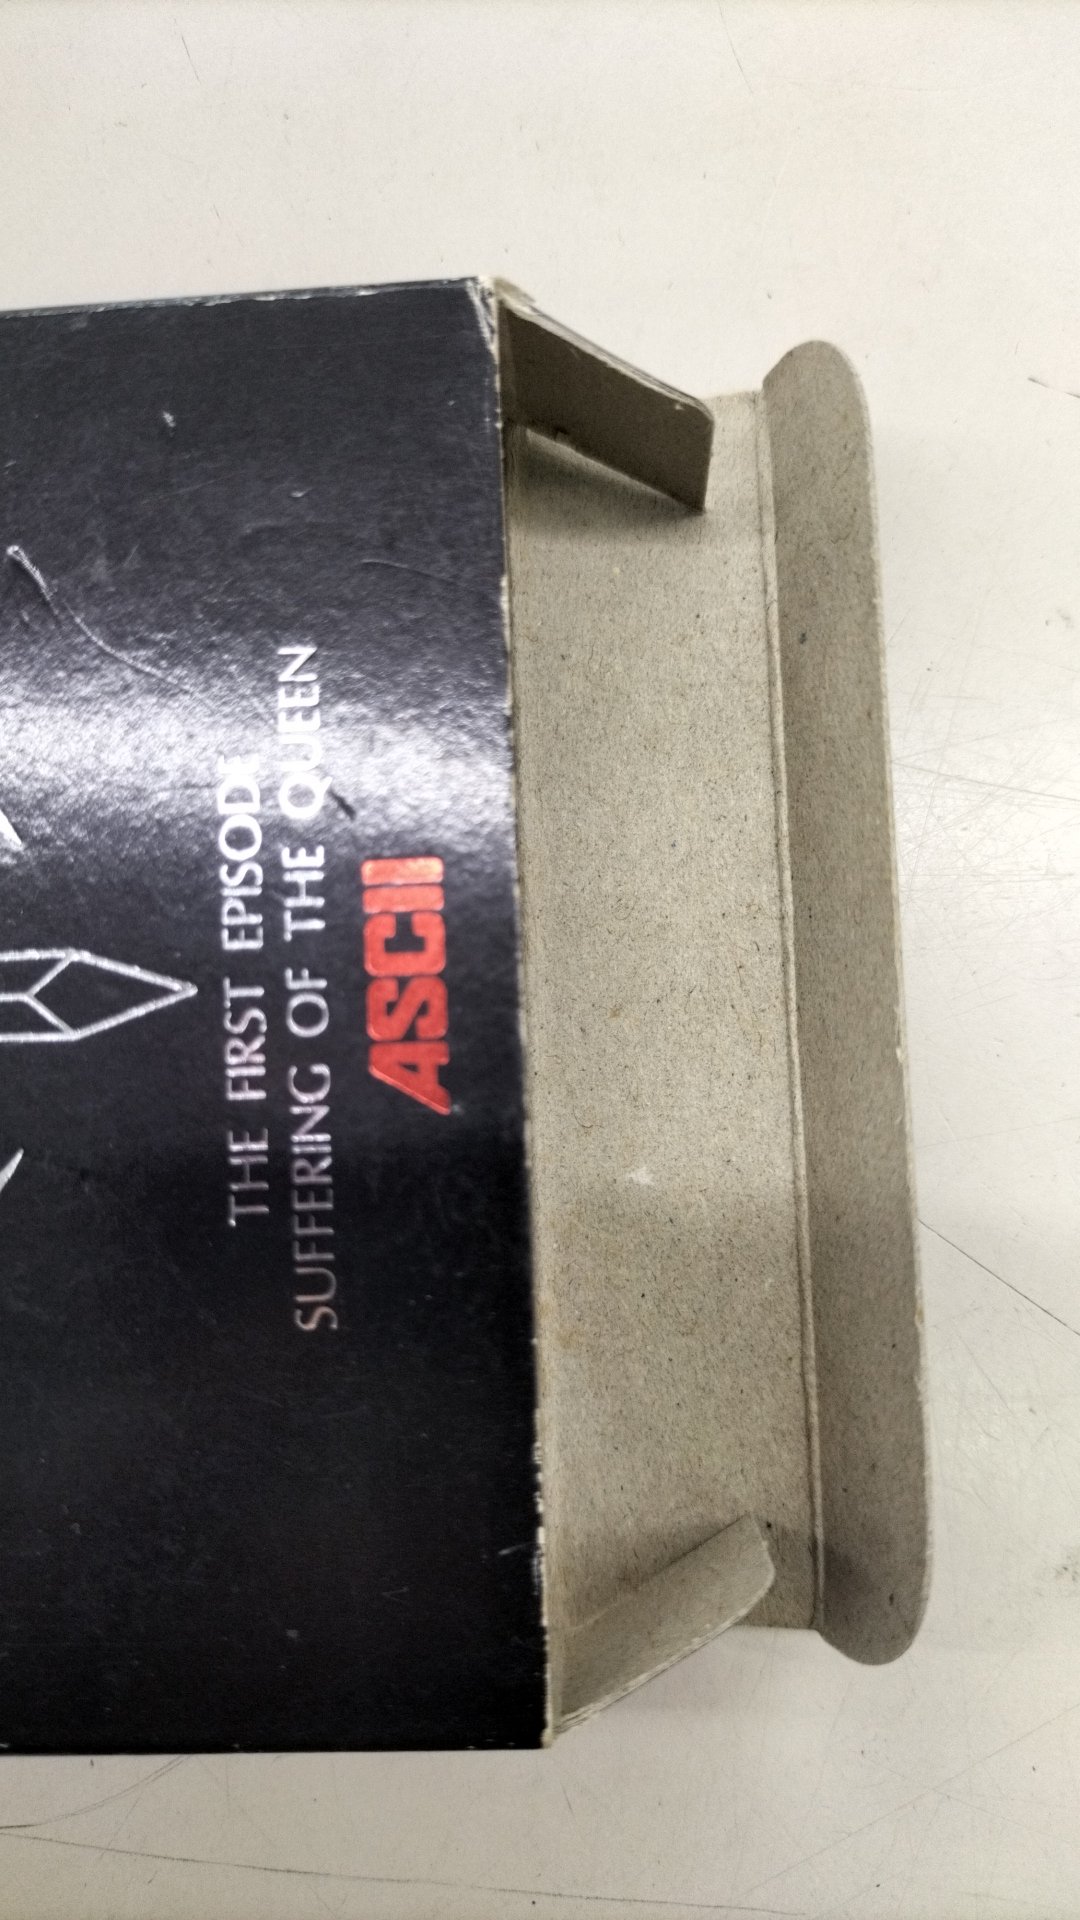 THE FIRST EPISODE
SUFFERING OF THE QUEEN
ASCII